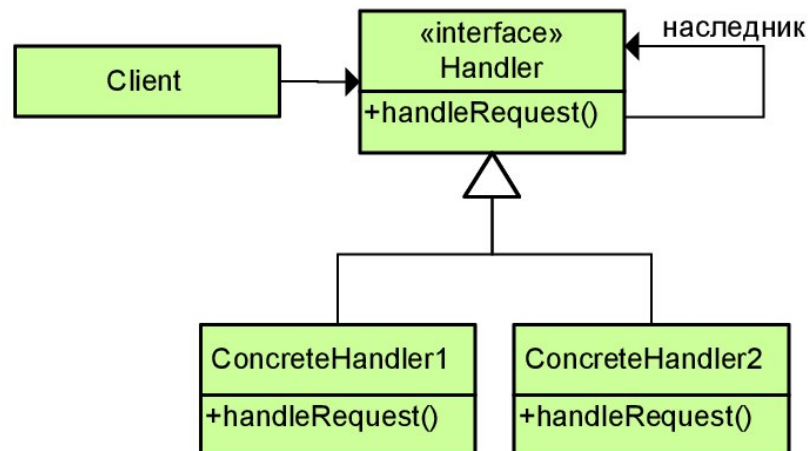 наследник
«interface»
Handler
Client
+handleRequest()
ConcreteHandler1
+handleRequest()
ConcreteHandler2
+handleRequest()